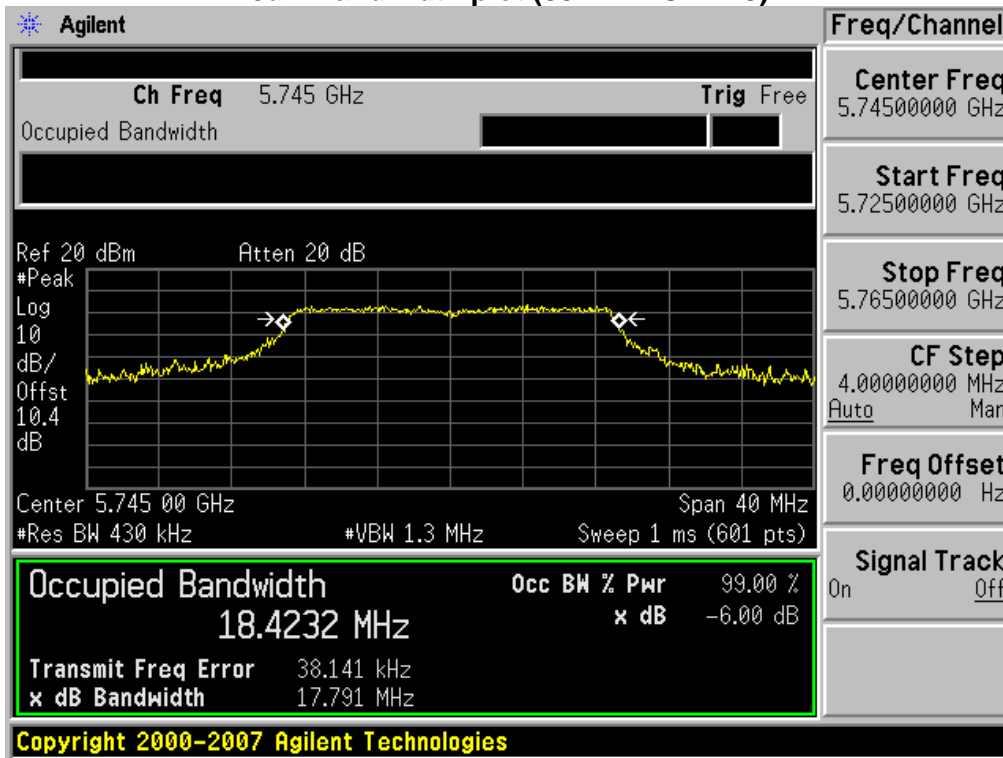 Agilent
Freq/Channel
Ch Freq 5.745 GHz Trig Free
Occupied Bandwidth
Center Freq
5.74500000 GHz
Start Freq
5.72500000 GHz
Stop Freq
5.76500000 GHz
CF Step
4.00000000 MHz
Auto Man
Freq Offset
0.00000000 Hz
Signal Track
On Off
Ref 20 dBm Atten 20 dB
#Peak
Log
10
dB/
Offst
10.4
dB
Center 5.745 00 GHz Span 40 MHz
#Res BW 430 kHz #VBW 1.3 MHz Sweep 1 ms (601 pts)
Occupied Bandwidth
18.4232 MHz
Occ BW % Pwr 99.00 %
x dB -6.00 dB
Transmit Freq Error 38.141 kHz
x dB Bandwidth 17.791 MHz
Copyright 2000-2007 Agilent Technologies